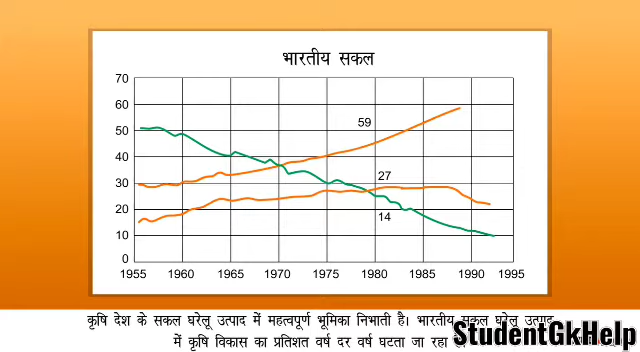 भारतीय सकल
70
60
59
50
40
27
30
20
14
10
0
1955 1960 1965 1970 1975 1980 1985 1990 1995
कृषि देश के सकल घरेलू उत्पाद में महत्वपूर्ण भूमिका निभाती है। भारतीय सकल घरेलू उत्पाद
में कृषि विकास का प्रतिशत वर्ष दर वर्ष घटता जा रहा
StudentGkHelp